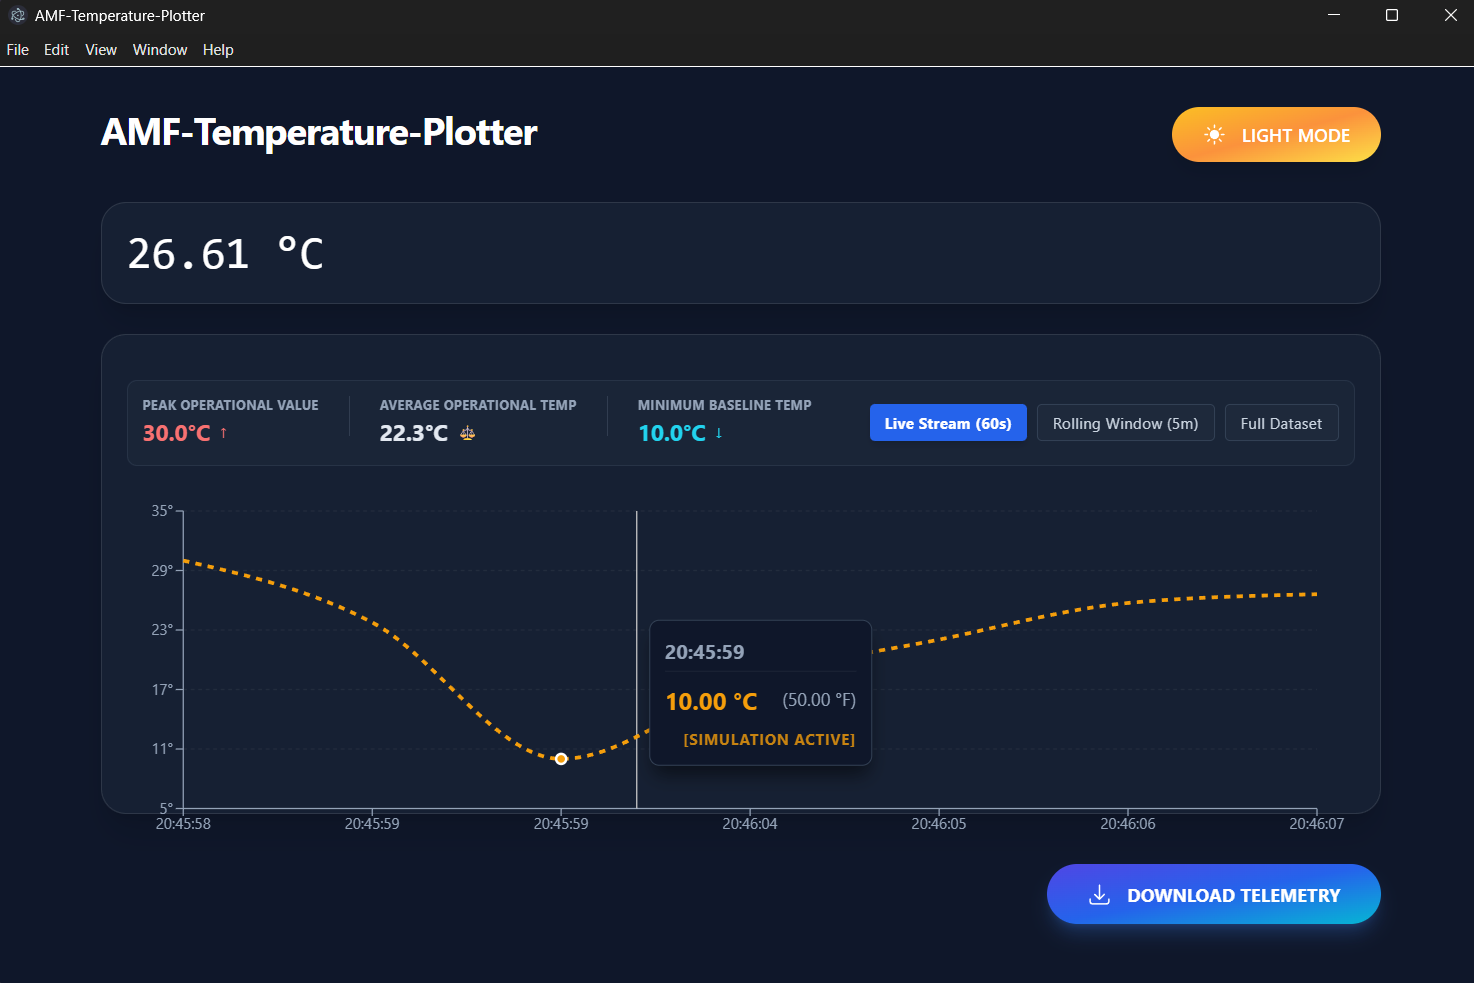 AMF-Temperature-Plotter
File Edit View Window Help
AMF-Temperature-Plotter
LIGHT MODE
26.61 °C
PEAK OPERATIONAL VALUE
30.0°C ↑
AVERAGE OPERATIONAL TEMP
22.3°C ⚖
MINIMUM BASELINE TEMP
10.0°C ↓
Live Stream (60s)
Rolling Window (5m)
Full Dataset
35°
29°
23°
17°
11°
5°
20:45:59
10.00 °C (50.00 °F)
[SIMULATION ACTIVE]
20:45:58 20:45:59 20:45:59 20:46:04 20:46:05 20:46:06 20:46:07
DOWNLOAD TELEMETRY